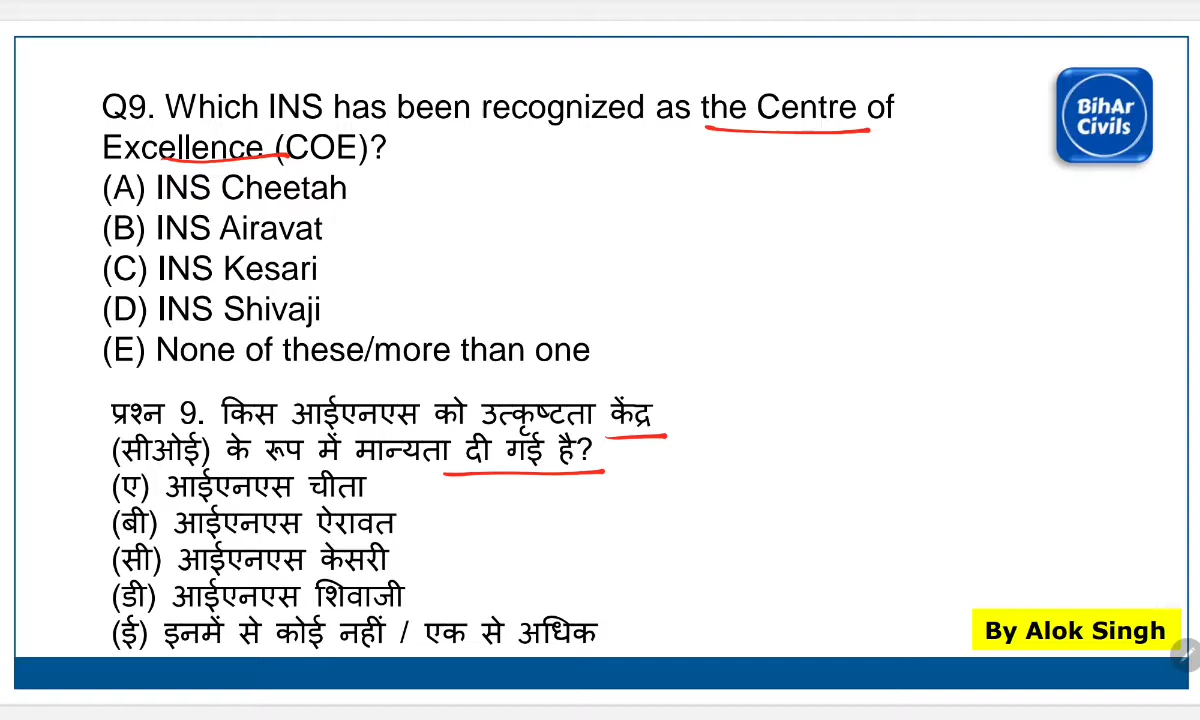 Q9. Which INS has been recognized as the Centre of
Excellence (COE)?
(A) INS Cheetah
(B) INS Airavat
(C) INS Kesari
(D) INS Shivaji
(E) None of these/more than one
प्रश्न 9. किस आईएनएस को उत्कृष्टता केंद्र
(सीओई) के रूप में मान्यता दी गई है?
(ए) आईएनएस चीता
(बी) आईएनएस ऐरावत
(सी) आईएनएस केसरी
(डी) आईएनएस शिवाजी
(ई) इनमें से कोई नहीं / एक से अधिक
BihAr
Civils
By Alok Singh